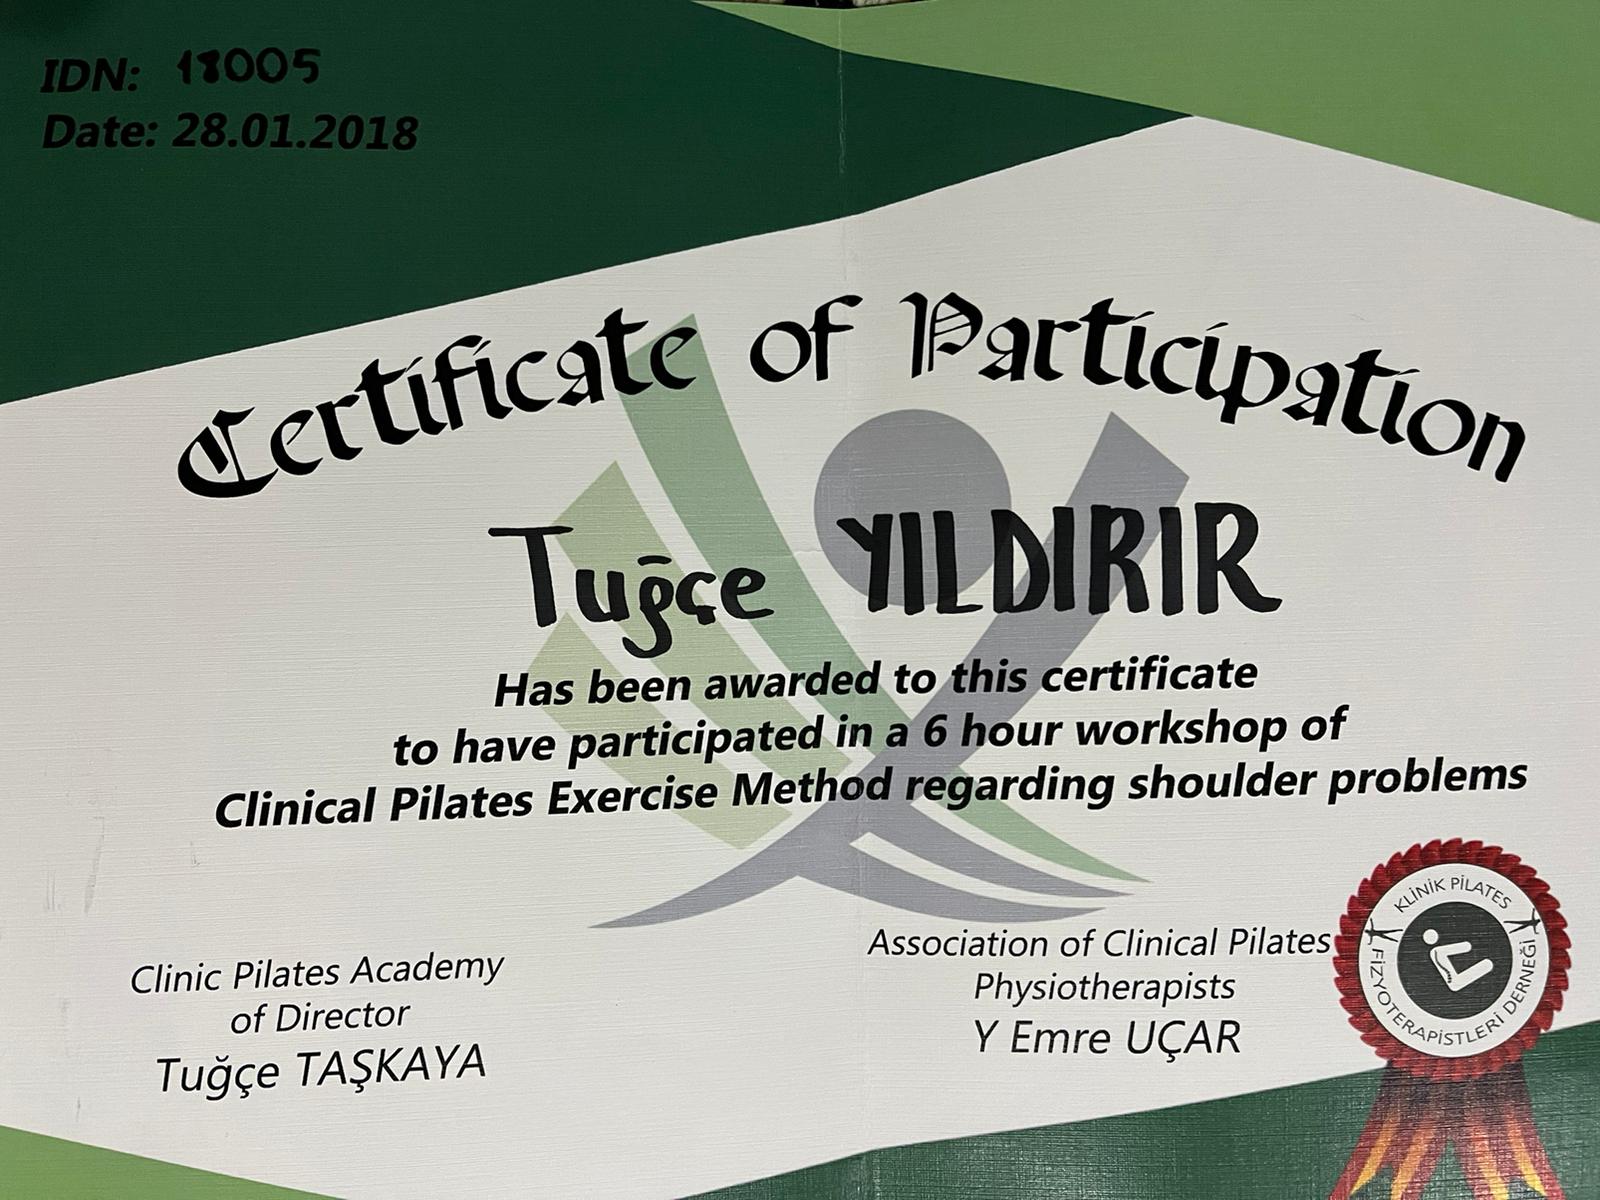 IDN: 18005
Date: 28.01.2018
Certificate of Participation
Tuğçe YILDIRIR
Has been awarded to this certificate
to have participated in a 6 hour workshop of
Clinical Pilates Exercise Method regarding shoulder problems
Clinic Pilates Academy
of Director
Tuğçe TAŞKAYA
Association of Clinical Pilates
Physiotherapists
Y Emre UÇAR
KLİNİK PİLATES
FİZYOTERAPİSTLERİ DERNEĞİ